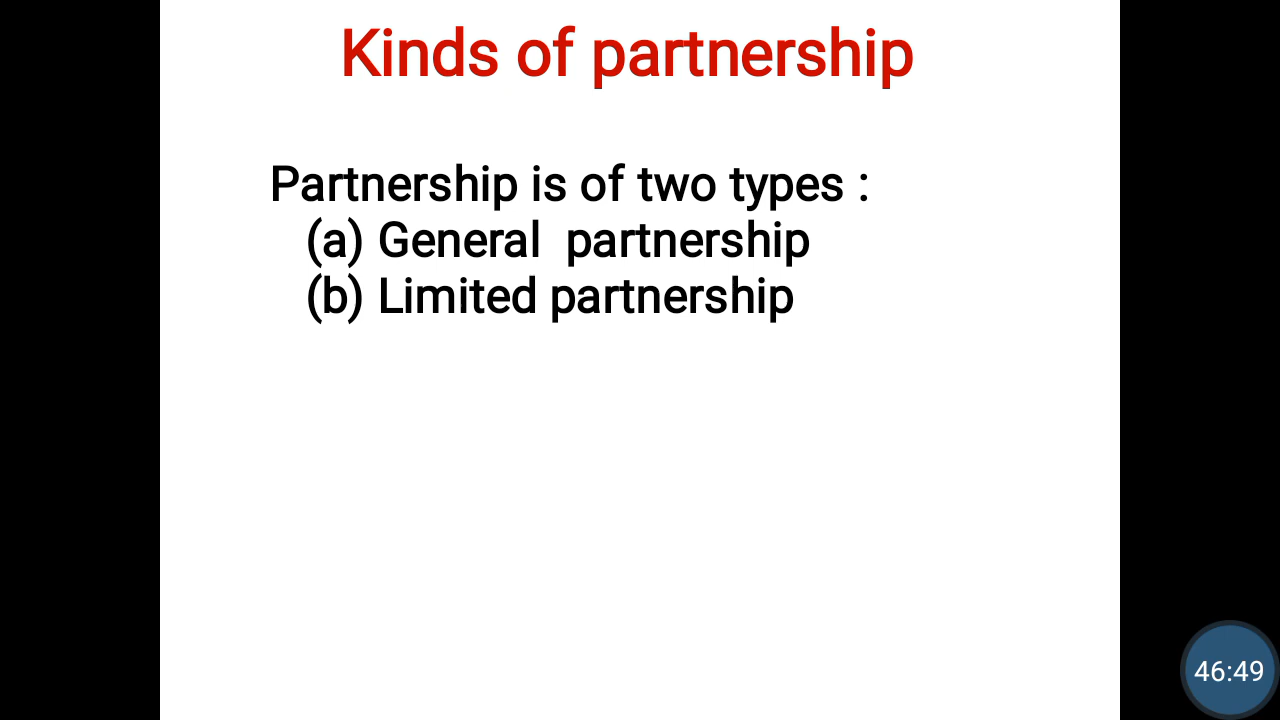 Kinds of partnership
Partnership is of two types :
(a) General partnership
(b) Limited partnership
46:49